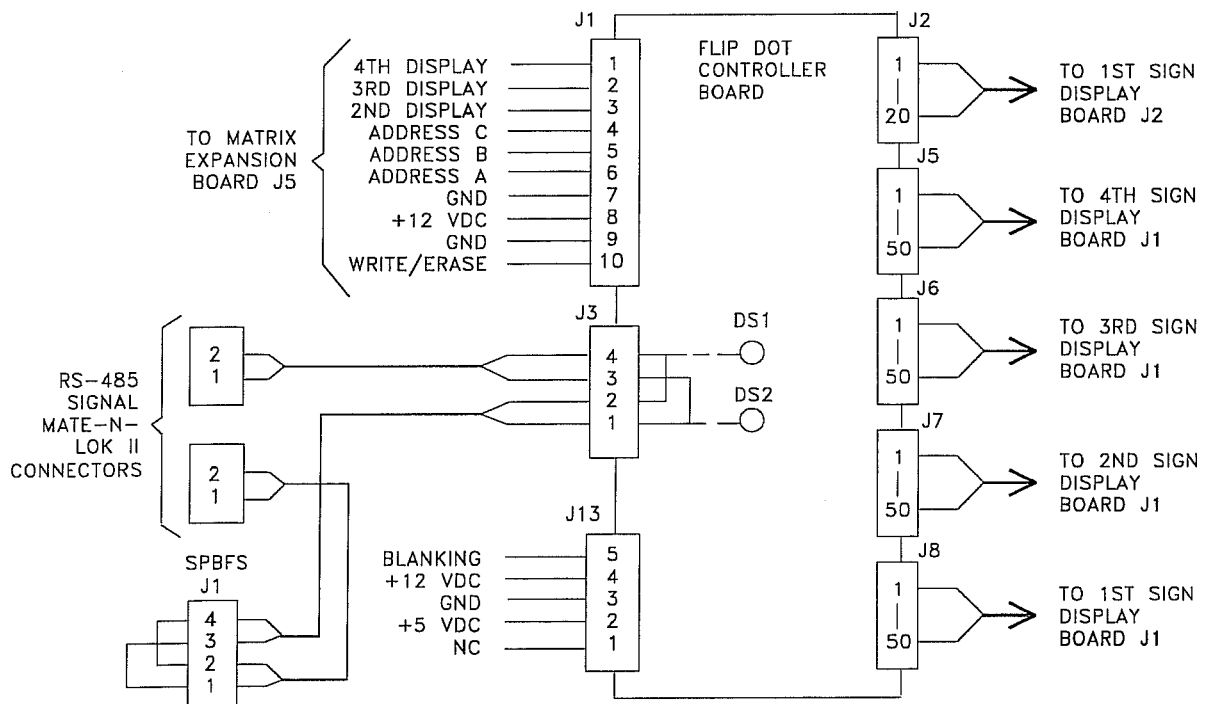 J1
J2
TO MATRIX
EXPANSION
BOARD J5
4TH DISPLAY
3RD DISPLAY
2ND DISPLAY
ADDRESS C
ADDRESS B
ADDRESS A
GND
+12 VDC
GND
WRITE/ERASE
1
2
3
4
5
6
7
8
9
10
FLIP DOT
CONTROLLER
BOARD
1
20
TO 1ST SIGN
DISPLAY
BOARD J2
J5
1
50
TO 4TH SIGN
DISPLAY
BOARD J1
J6
1
50
TO 3RD SIGN
DISPLAY
BOARD J1
J7
1
50
TO 2ND SIGN
DISPLAY
BOARD J1
J8
1
50
TO 1ST SIGN
DISPLAY
BOARD J1
RS-485
SIGNAL
MATE-N-
LOK II
CONNECTORS
2
1
2
1
J3
4
3
2
1
DS1
DS2
SPBFS
J1
4
3
2
1
J13
BLANKING
+12 VDC
GND
+5 VDC
NC
5
4
3
2
1